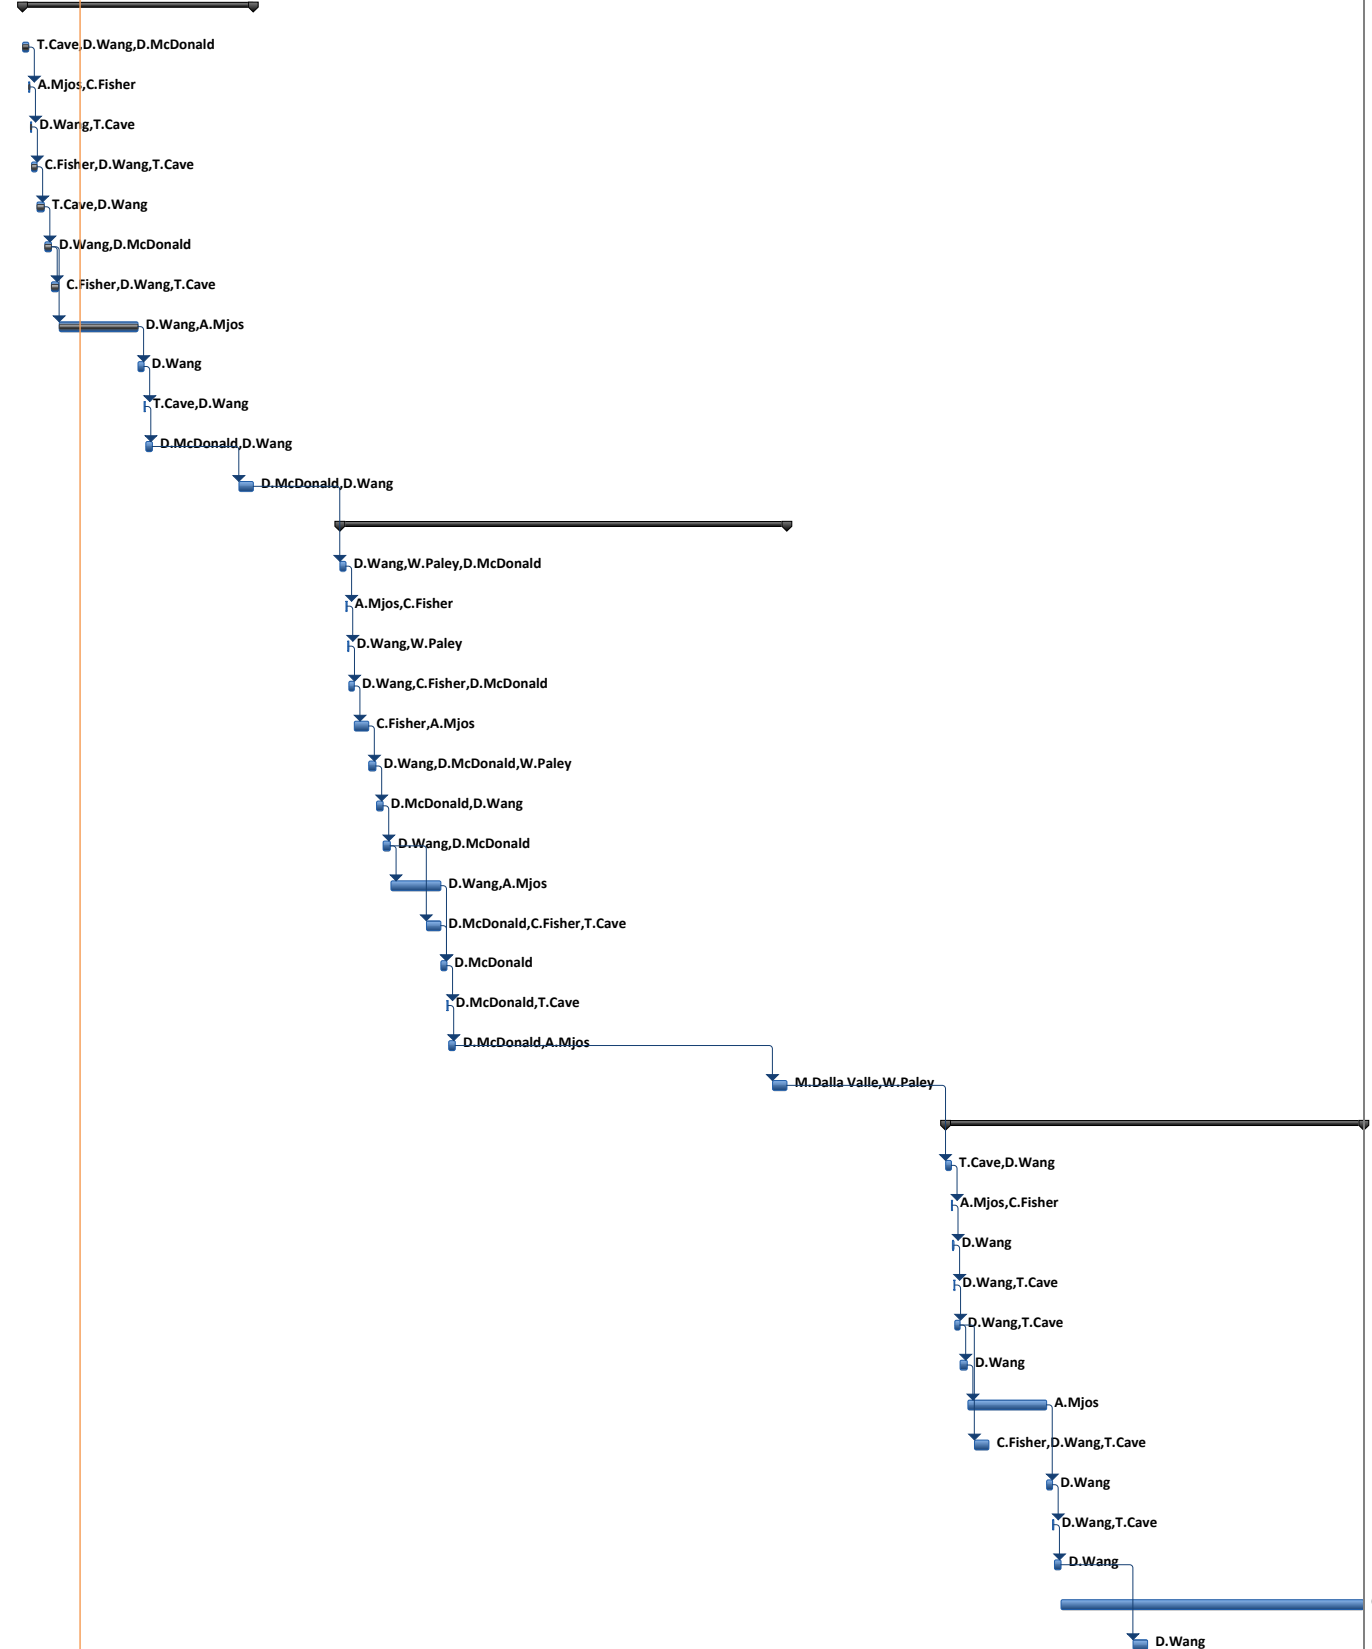 T.Cave,D.Wang,D.McDonald
A.Mjos,C.Fisher
D.Wang,T.Cave
C.Fisher,D.Wang,T.Cave
T.Cave,D.Wang
D.Wang,D.McDonald
C.Fisher,D.Wang,T.Cave
D.Wang,A.Mjos
D.Wang
T.Cave,D.Wang
D.McDonald,D.Wang
D.McDonald,D.Wang
D.Wang,W.Paley,D.McDonald
A.Mjos,C.Fisher
D.Wang,W.Paley
D.Wang,C.Fisher,D.McDonald
C.Fisher,A.Mjos
D.Wang,D.McDonald,W.Paley
D.McDonald,D.Wang
D.Wang,D.McDonald
D.Wang,A.Mjos
D.McDonald,C.Fisher,T.Cave
D.McDonald
D.McDonald,T.Cave
D.McDonald,A.Mjos
M.Dalla Valle,W.Paley
T.Cave,D.Wang
A.Mjos,C.Fisher
D.Wang
D.Wang,T.Cave
D.Wang,T.Cave
D.Wang
A.Mjos
C.Fisher,D.Wang,T.Cave
D.Wang
D.Wang,T.Cave
D.Wang
D.Wang